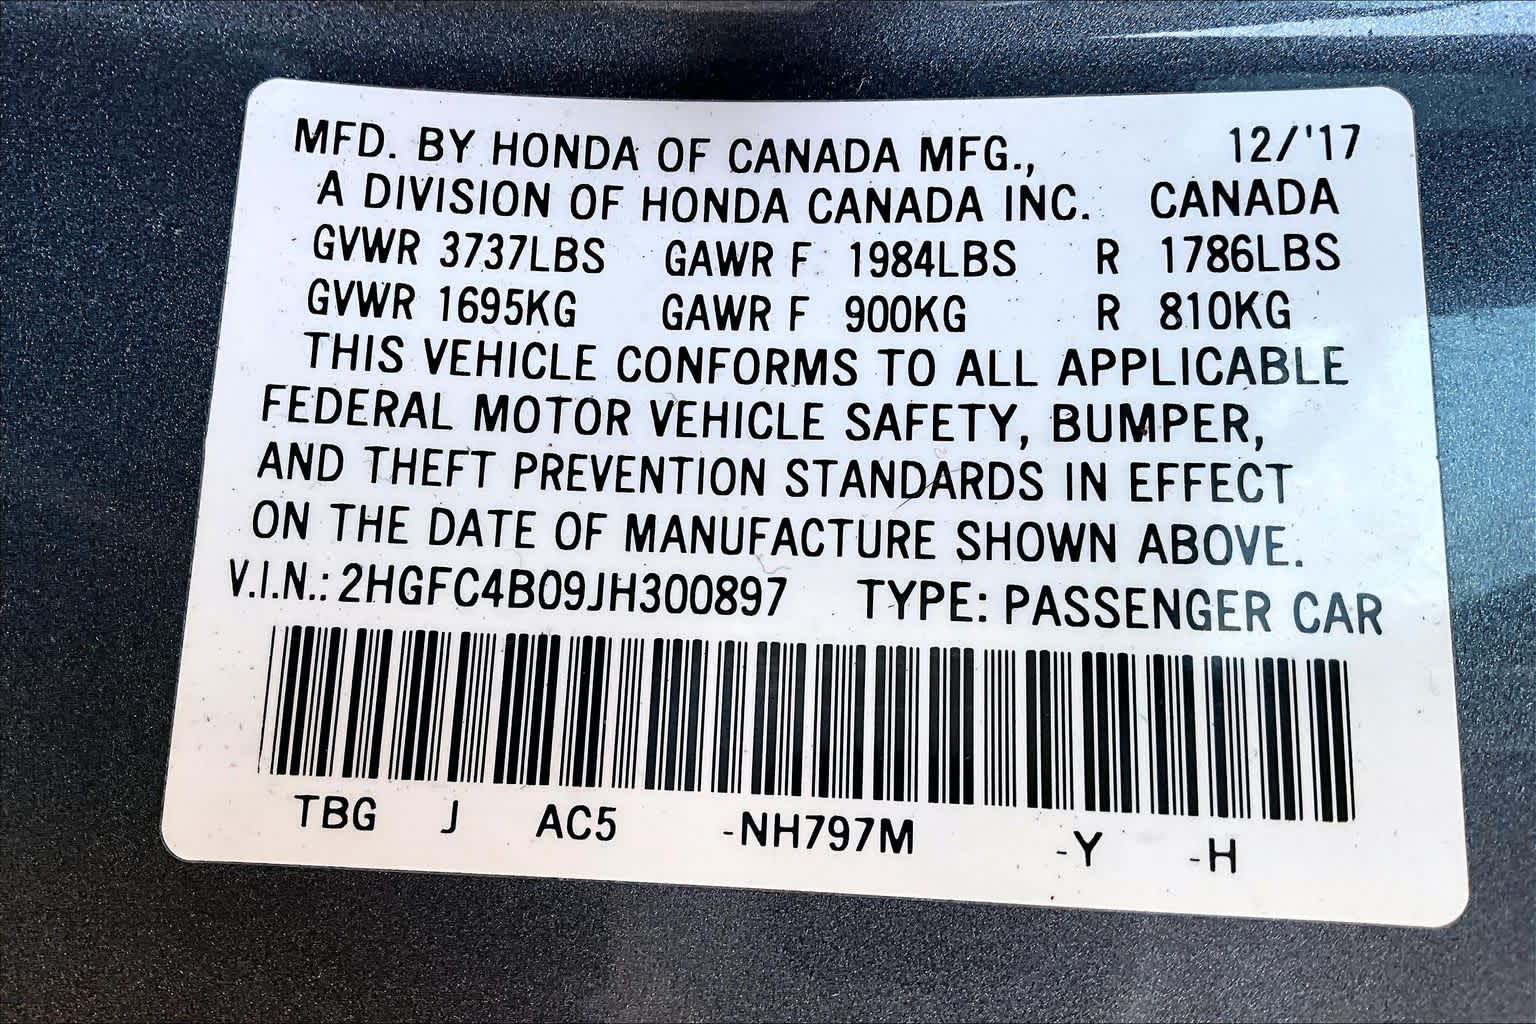 MFD. BY HONDA OF CANADA MFG., 12/'17
A DIVISION OF HONDA CANADA INC. CANADA
GVWR 3737LBS GAWR F 1984LBS R 1786LBS
GVWR 1695KG GAWR F 900KG R 810KG
THIS VEHICLE CONFORMS TO ALL APPLICABLE
FEDERAL MOTOR VEHICLE SAFETY, BUMPER,
AND THEFT PREVENTION STANDARDS IN EFFECT
ON THE DATE OF MANUFACTURE SHOWN ABOVE.
V.I.N.: 2HGFC4B09JH300897 TYPE: PASSENGER CAR
TBG J AC5 -NH797M -Y -H